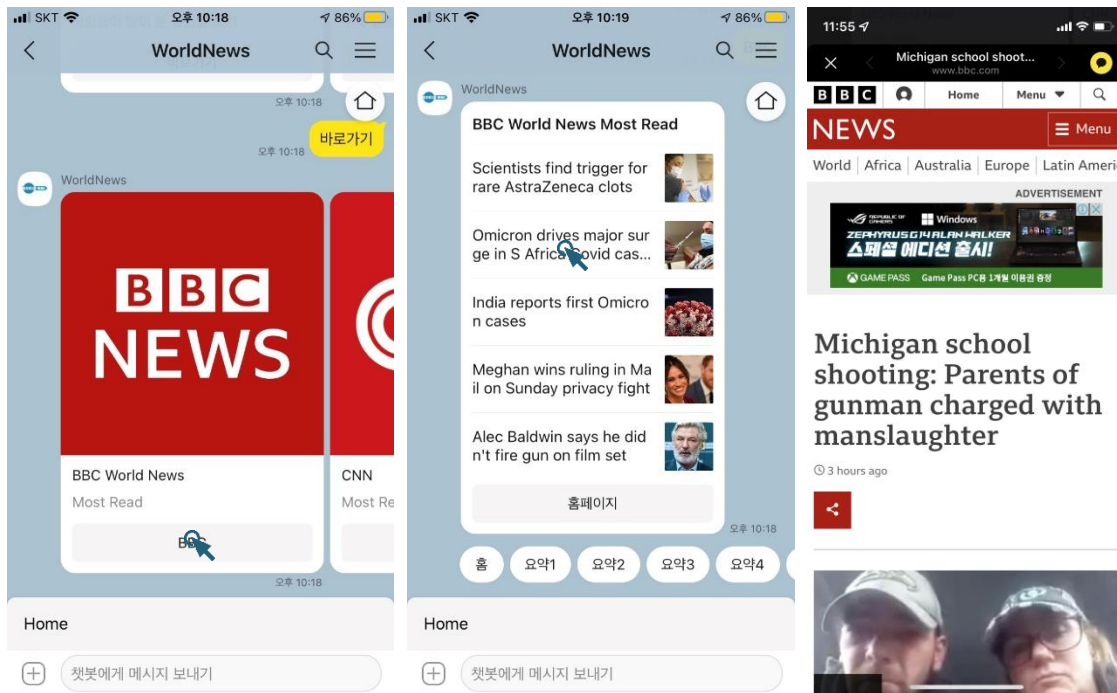 SKT
오후 10:18
86%
WorldNews
오후 10:18
바로가기
오후 10:18
WorldNews
BBC
NEWS
BBC World News
Most Read
BBC
CNN
Most Re
오후 10:18
Home
챗봇에게 메시지 보내기
SKT
오후 10:19
86%
WorldNews
WorldNews
BBC World News Most Read
Scientists find trigger for
rare AstraZeneca clots
Omicron drives major sur
ge in S Africa Covid cas...
India reports first Omicro
n cases
Meghan wins ruling in Ma
il on Sunday privacy fight
Alec Baldwin says he did
n't fire gun on film set
홈페이지
오후 10:18
홈 요약1 요약2 요약3 요약4
Home
챗봇에게 메시지 보내기
11:55
Michigan school shoot...
www.bbc.com
BBC Home Menu
NEWS Menu
World Africa Australia Europe Latin Ameri
ADVERTISEMENT
REPUBLIC OF GAMERS Windows
ZEPHYRUS G14 ALAN WALKER
스페셜 에디션 출시!
GAME PASS Game Pass PC용 1개월 이용권 증정
Michigan school
shooting: Parents of
gunman charged with
manslaughter
3 hours ago